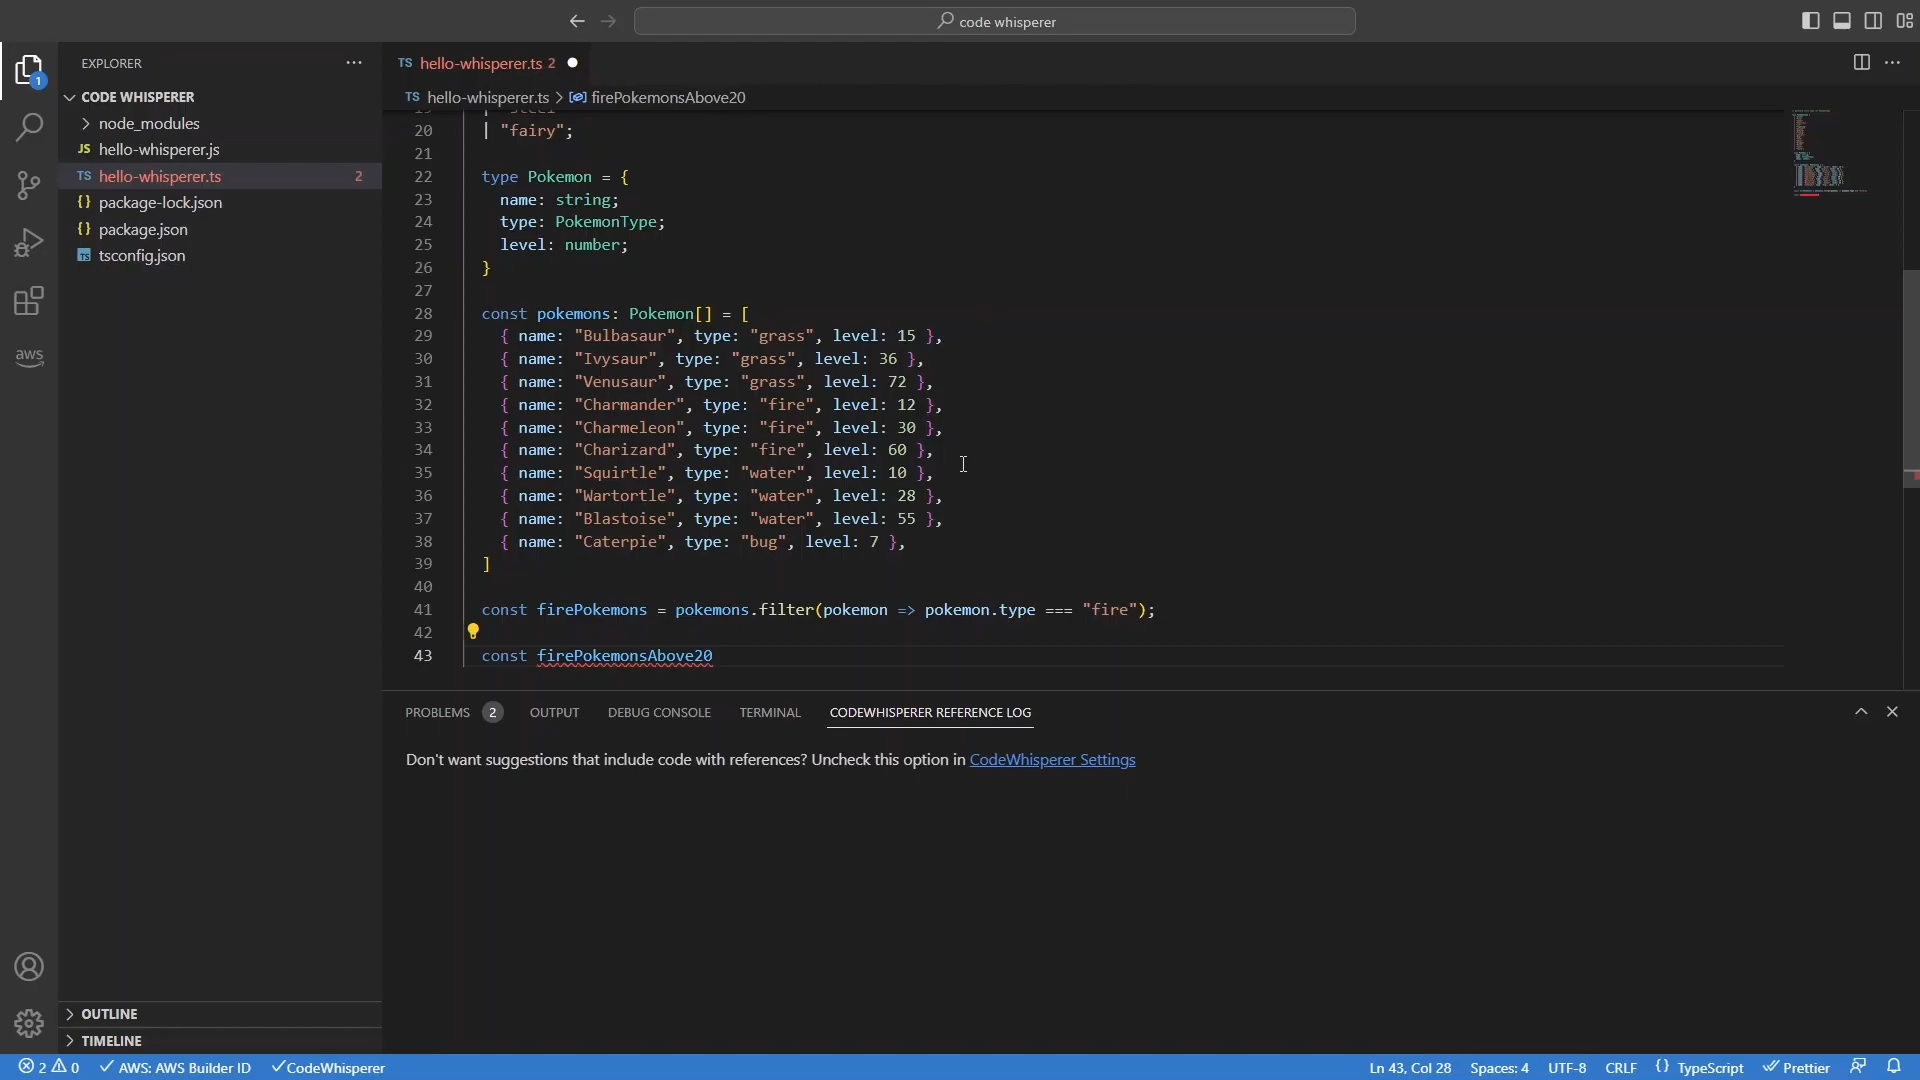 code whisperer
EXPLORER
TS hello-whisperer.ts 2
CODE WHISPERER
TS hello-whisperer.ts > firePokemonsAbove20
node_modules
JS hello-whisperer.js
TS hello-whisperer.ts 2
{} package-lock.json
{} package.json
TS tsconfig.json
1
aws
20 | "fairy";
21
22 type Pokemon = {
23 name: string;
24 type: PokemonType;
25 level: number;
26 }
27
28 const pokemons: Pokemon[] = [
29 { name: "Bulbasaur", type: "grass", level: 15 },
30 { name: "Ivysaur", type: "grass", level: 36 },
31 { name: "Venusaur", type: "grass", level: 72 },
32 { name: "Charmander", type: "fire", level: 12 },
33 { name: "Charmeleon", type: "fire", level: 30 },
34 { name: "Charizard", type: "fire", level: 60 },
35 { name: "Squirtle", type: "water", level: 10 },
36 { name: "Wartortle", type: "water", level: 28 },
37 { name: "Blastoise", type: "water", level: 55 },
38 { name: "Caterpie", type: "bug", level: 7 },
39 ]
40
41 const firePokemons = pokemons.filter(pokemon => pokemon.type === "fire");
42
43 const firePokemonsAbove20
PROBLEMS 2 OUTPUT DEBUG CONSOLE TERMINAL CODEWHISPERER REFERENCE LOG
Don't want suggestions that include code with references? Uncheck this option in CodeWhisperer Settings
OUTLINE
TIMELINE
2 0 AWS: AWS Builder ID CodeWhisperer Ln 43, Col 28 Spaces: 4 UTF-8 CRLF {} TypeScript Prettier